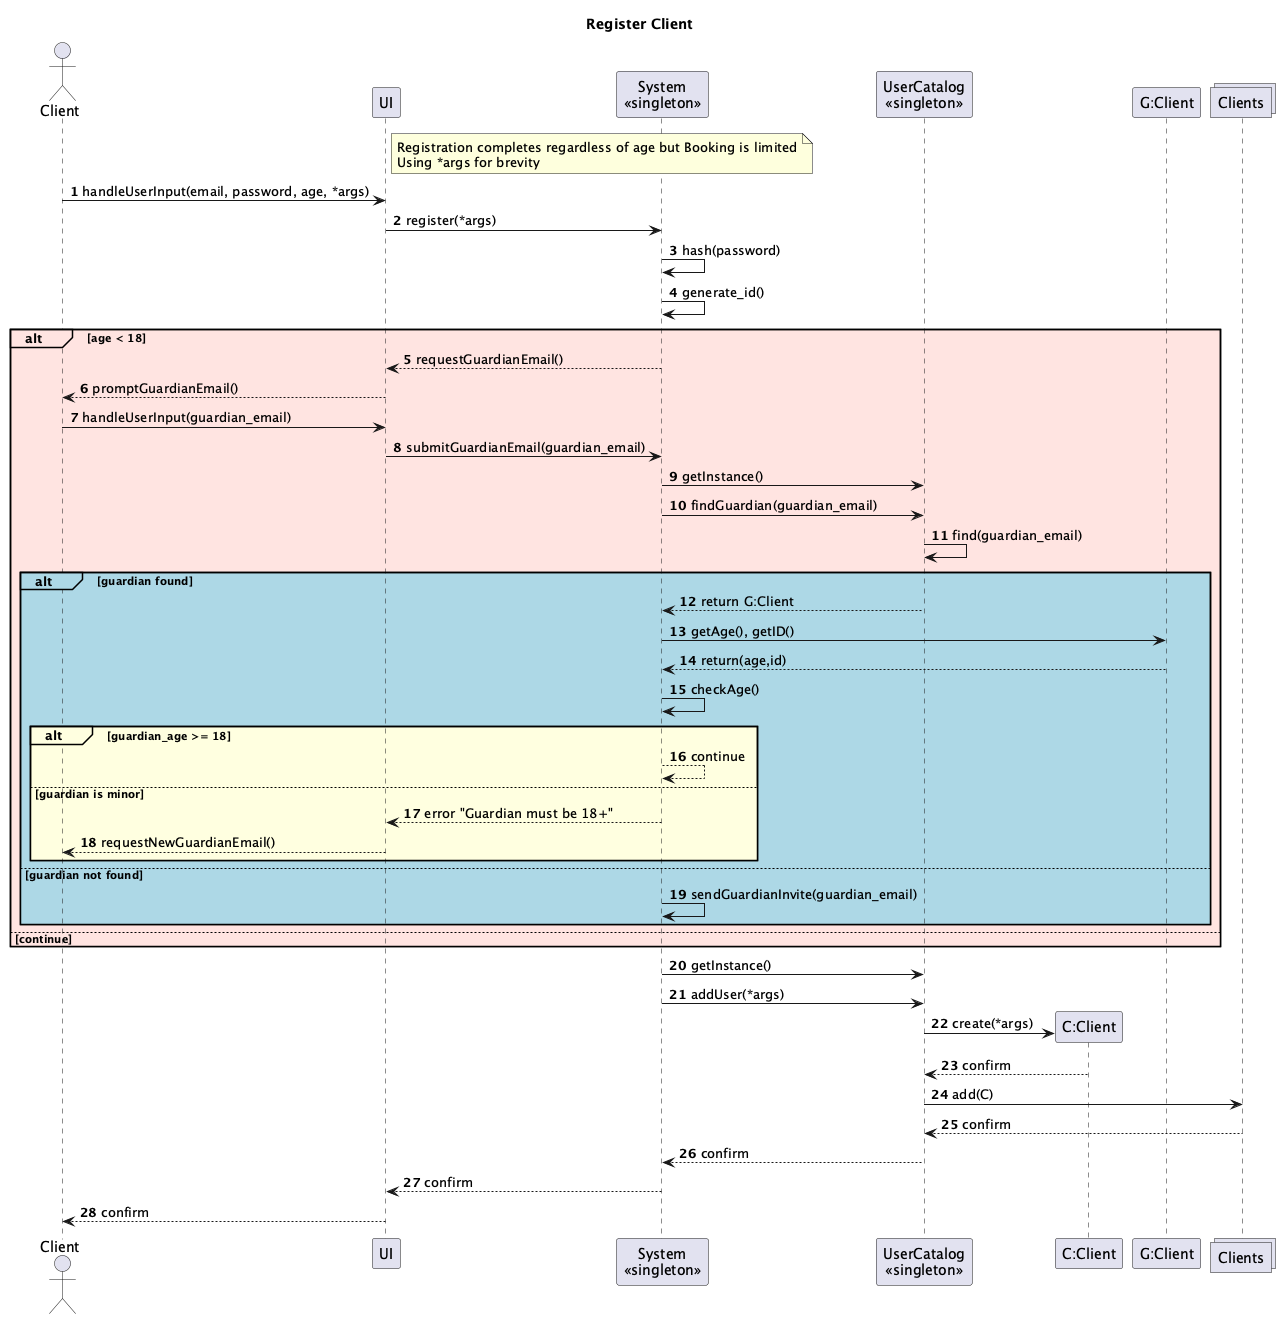 Register Client
Client
UI
System
«singleton»
UserCatalog
«singleton»
G:Client
Clients
Registration completes regardless of age but Booking is limited
Using *args for brevity
1 handleUserInput(email, password, age, *args)
2 register(*args)
3 hash(password)
4 generate_id()
alt [age < 18]
5 requestGuardianEmail()
6 promptGuardianEmail()
7 handleUserInput(guardian_email)
8 submitGuardianEmail(guardian_email)
9 getInstance()
10 findGuardian(guardian_email)
11 find(guardian_email)
alt [guardian found]
12 return G:Client
13 getAge(), getID()
14 return(age,id)
15 checkAge()
alt [guardian_age >= 18]
16 continue
[guardian is minor]
17 error "Guardian must be 18+"
18 requestNewGuardianEmail()
[guardian not found]
19 sendGuardianInvite(guardian_email)
[continue]
20 getInstance()
21 addUser(*args)
22 create(*args)
C:Client
23 confirm
24 add(C)
25 confirm
26 confirm
27 confirm
28 confirm
Client
UI
System
«singleton»
UserCatalog
«singleton»
C:Client
G:Client
Clients